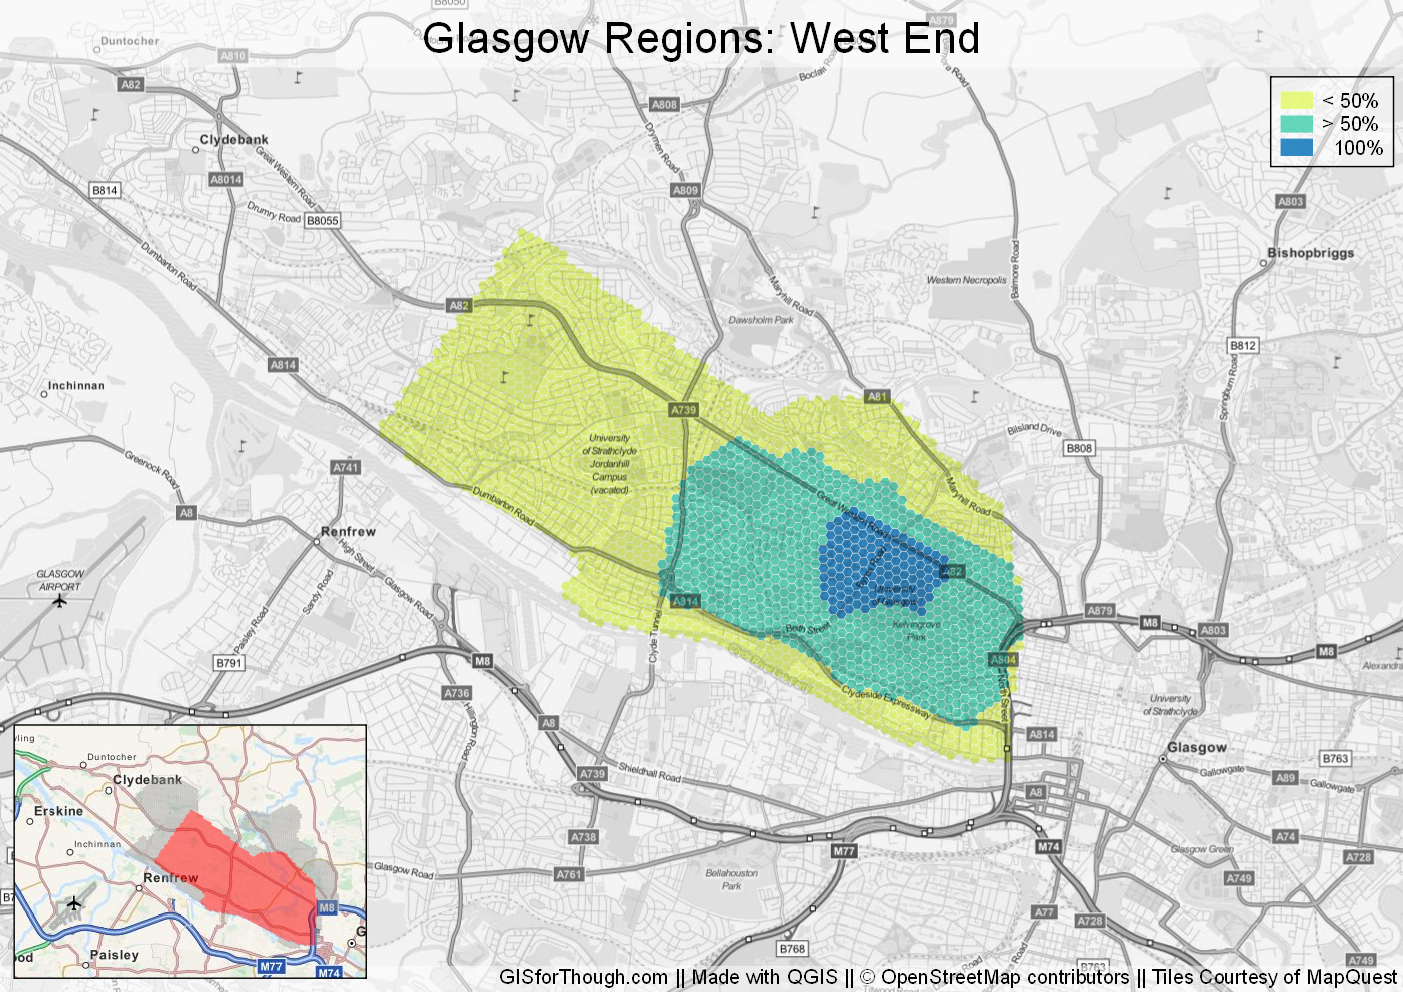 Glasgow Regions: West End
< 50%
> 50%
100%
B8050
A879
Duntocher
A810
A82
A808
Boclair Road
Drymen Road
Clydebank
A8014
B814
Great Western Road
Drumry Road
B8055
A809
A803
Bishopbriggs
Balmore Road
Western Necropolis
Dumbarton Road
A82
Maryhill Road
Dawsholm Park
B812
Springburn Road
A814
Inchinnan
A739
A81
Bilsland Drive
B808
University
of Strathclyde
Jordanhill
Campus
(vacated)
A741
Greenock Road
A8
Dumbarton Road
Great Western Road
Maryhill Road
Renfrew
High Street
Glasgow Road
GLASGOW
AIRPORT
Sandy Road
Paisley Road
Byres Road
A82
University
Kelvingrove
Park
A814
Beith Street
Clyde Tunnel
A879
M8
A803
M8
Alexandra
B791
M8
A804
North Street
A736
Hillington Road
Clydeside Expressway
University
of Strathclyde
A8
A814
Glasgow
B763
Gallowgate
A89
Gallowgate
Shieldhall Road
A739
A8
A738
M77
M74
A74
A728
Glasgow Green
Glasgow Road
A761
Bellahouston
Park
A749
A77
A728
B768
B763
A749
Duntocher
Clydebank
Erskine
Inchinnan
Renfrew
M8
Paisley
M77
M74
GISforThough.com || Made with QGIS || © OpenStreetMap contributors || Tiles Courtesy of MapQuest